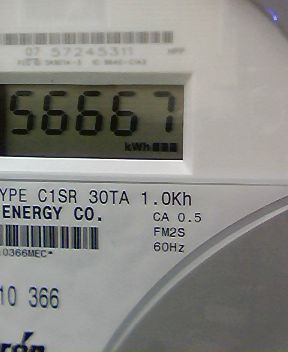 07 57245311
56667
kWh
YPE C1SR 30TA 1.0Kh
ENERGY CO. CA 0.5
FM2S
60Hz
.0366MEC*
10 366
rón